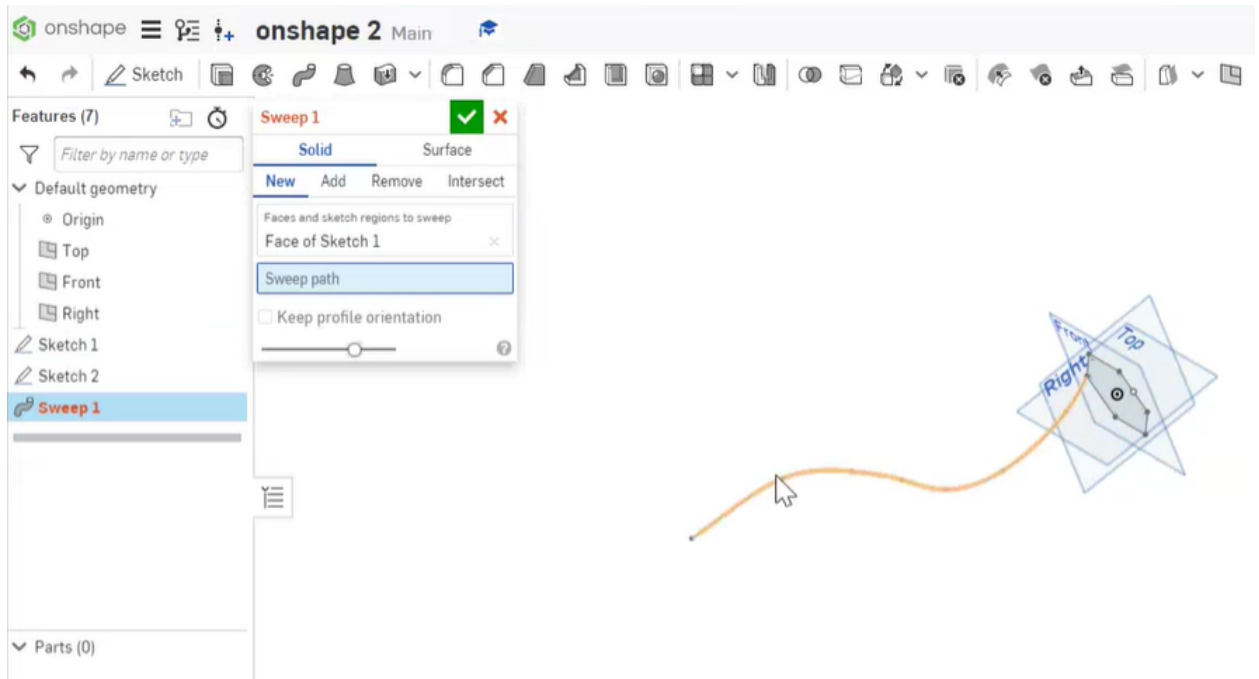 onshape onshape 2 Main
Sketch
Features (7)
Filter by name or type
Default geometry
Origin
Top
Front
Right
Sketch 1
Sketch 2
Sweep 1
Parts (0)
Sweep 1
Solid Surface
New Add Remove Intersect
Faces and sketch regions to sweep
Face of Sketch 1
Sweep path
Keep profile orientation
Front
Top
Right